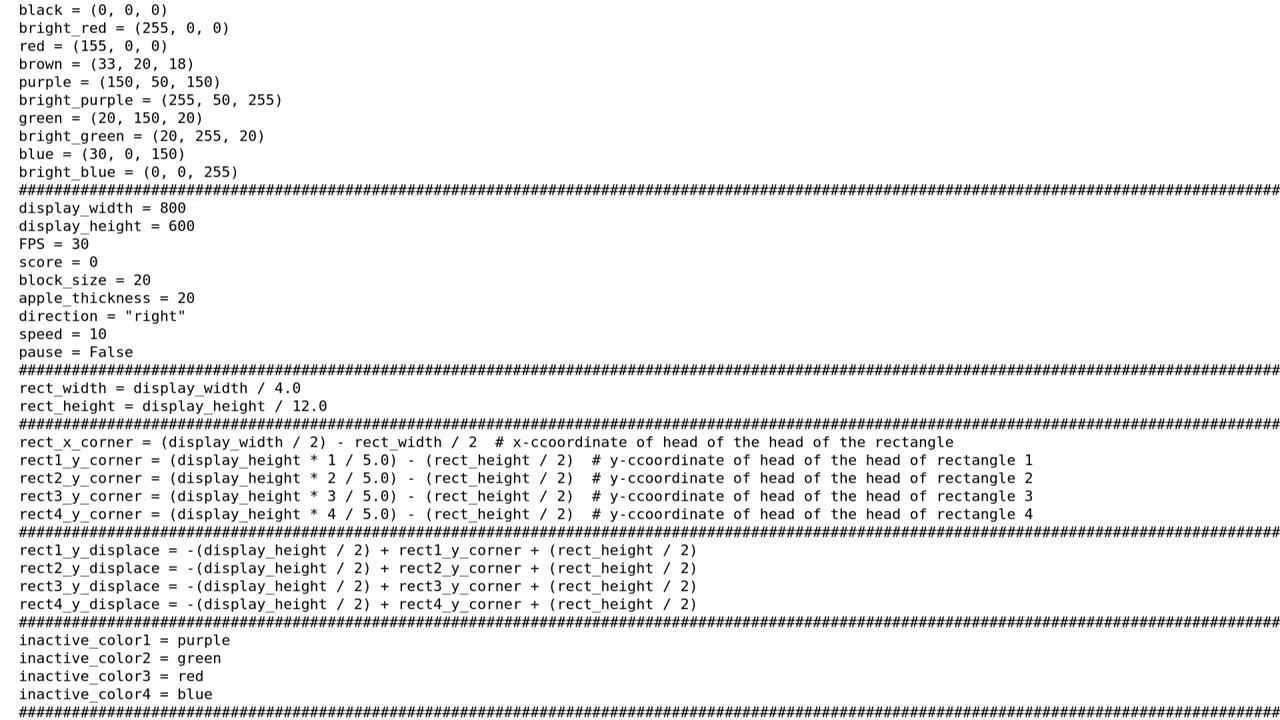 black = (0, 0, 0)
bright_red = (255, 0, 0)
red = (155, 0, 0)
brown = (33, 20, 18)
purple = (150, 50, 150)
bright_purple = (255, 50, 255)
green = (20, 150, 20)
bright_green = (20, 255, 20)
blue = (30, 0, 150)
bright_blue = (0, 0, 255)
################################################################################################################################################
display_width = 800
display_height = 600
FPS = 30
score = 0
block_size = 20
apple_thickness = 20
direction = "right"
speed = 10
pause = False
################################################################################################################################################
rect_width = display_width / 4.0
rect_height = display_height / 12.0
################################################################################################################################################
rect_x_corner = (display_width / 2) - rect_width / 2  # x-ccoordinate of head of the head of the rectangle
rect1_y_corner = (display_height * 1 / 5.0) - (rect_height / 2)  # y-ccoordinate of head of the head of rectangle 1
rect2_y_corner = (display_height * 2 / 5.0) - (rect_height / 2)  # y-ccoordinate of head of the head of rectangle 2
rect3_y_corner = (display_height * 3 / 5.0) - (rect_height / 2)  # y-ccoordinate of head of the head of rectangle 3
rect4_y_corner = (display_height * 4 / 5.0) - (rect_height / 2)  # y-ccoordinate of head of the head of rectangle 4
################################################################################################################################################
rect1_y_displace = -(display_height / 2) + rect1_y_corner + (rect_height / 2)
rect2_y_displace = -(display_height / 2) + rect2_y_corner + (rect_height / 2)
rect3_y_displace = -(display_height / 2) + rect3_y_corner + (rect_height / 2)
rect4_y_displace = -(display_height / 2) + rect4_y_corner + (rect_height / 2)
################################################################################################################################################
inactive_color1 = purple
inactive_color2 = green
inactive_color3 = red
inactive_color4 = blue
################################################################################################################################################